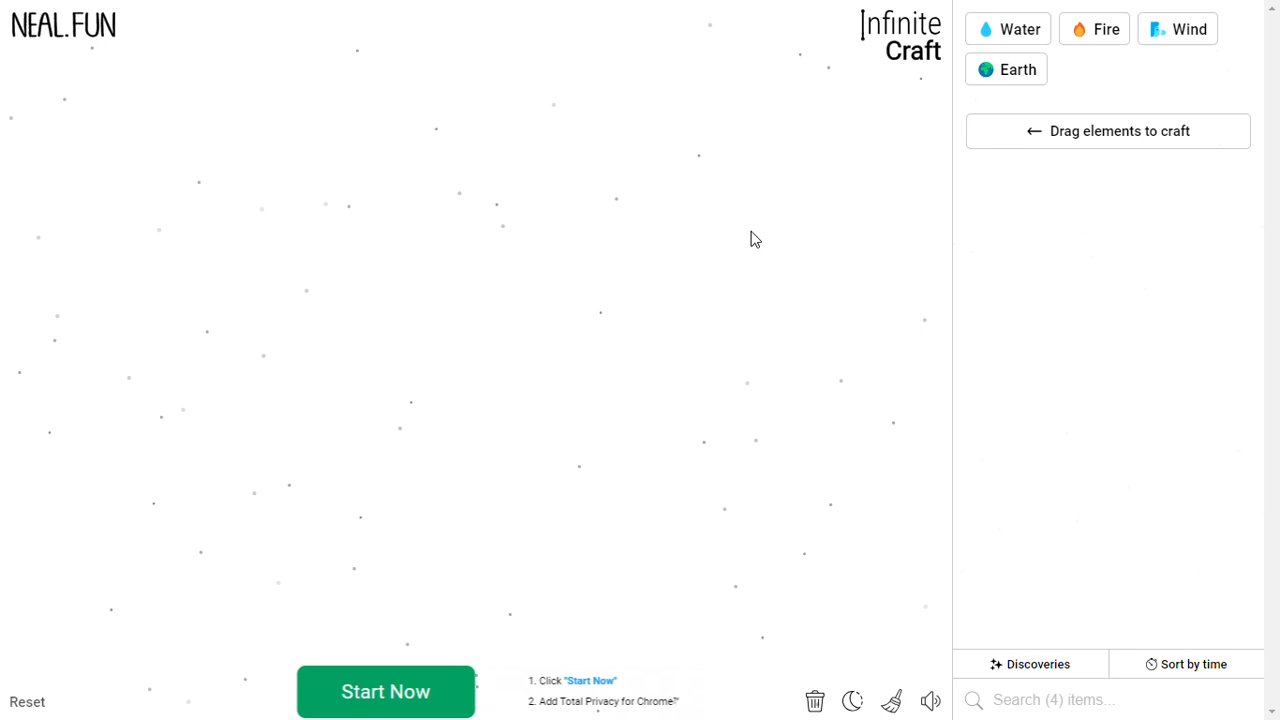 NEAL.FUN
Infinite
Craft
Water
Fire
Wind
Earth
← Drag elements to craft
Discoveries
Sort by time
Search (4) items...
Reset
Start Now
1. Click "Start Now"
2. Add Total Privacy for Chrome™